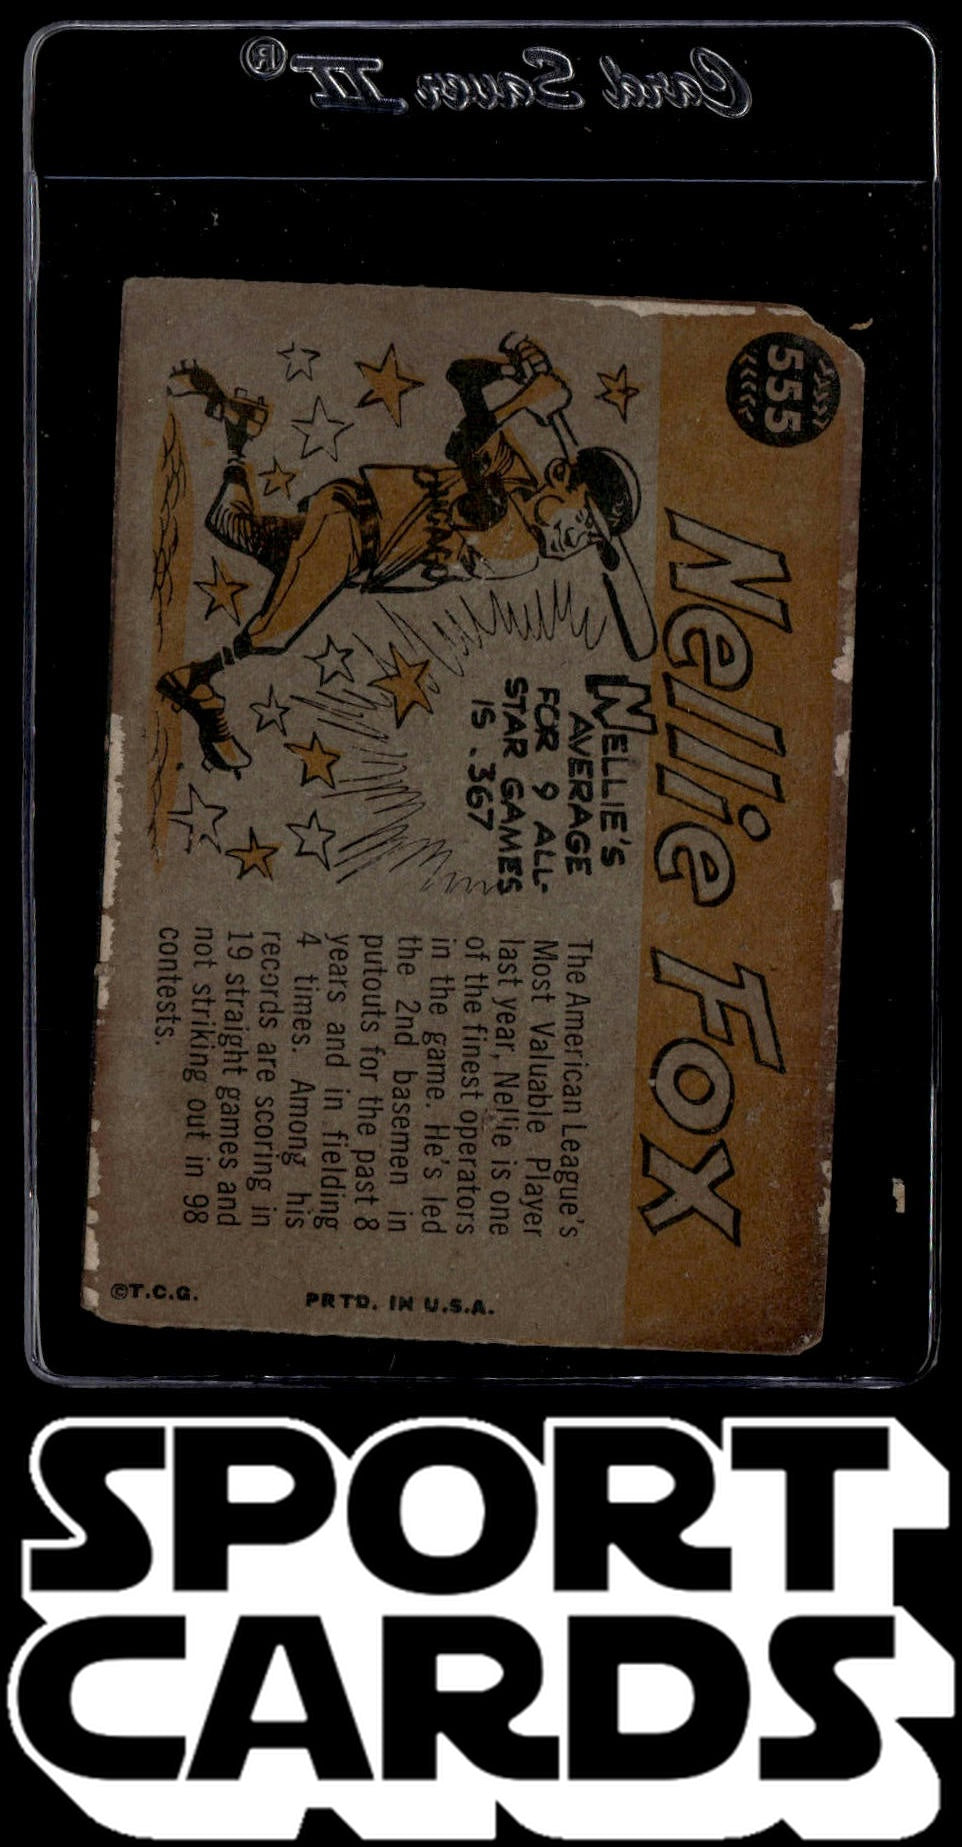 Card Saver II®
555
Nellie Fox
CHICAGO
NELLIE'S
AVERAGE
FOR 9 ALL-
STAR GAMES
IS .367
The American League's
Most Valuable Player
last year, Nellie is one
of the finest operators
in the game. He's led
the 2nd basemen in
putouts for the past 8
years and in fielding
4 times. Among his
records are scoring in
19 straight games and
not striking out in 98
contests.
©T.C.G.
PRTD. IN U.S.A.
SPORT
CARDS